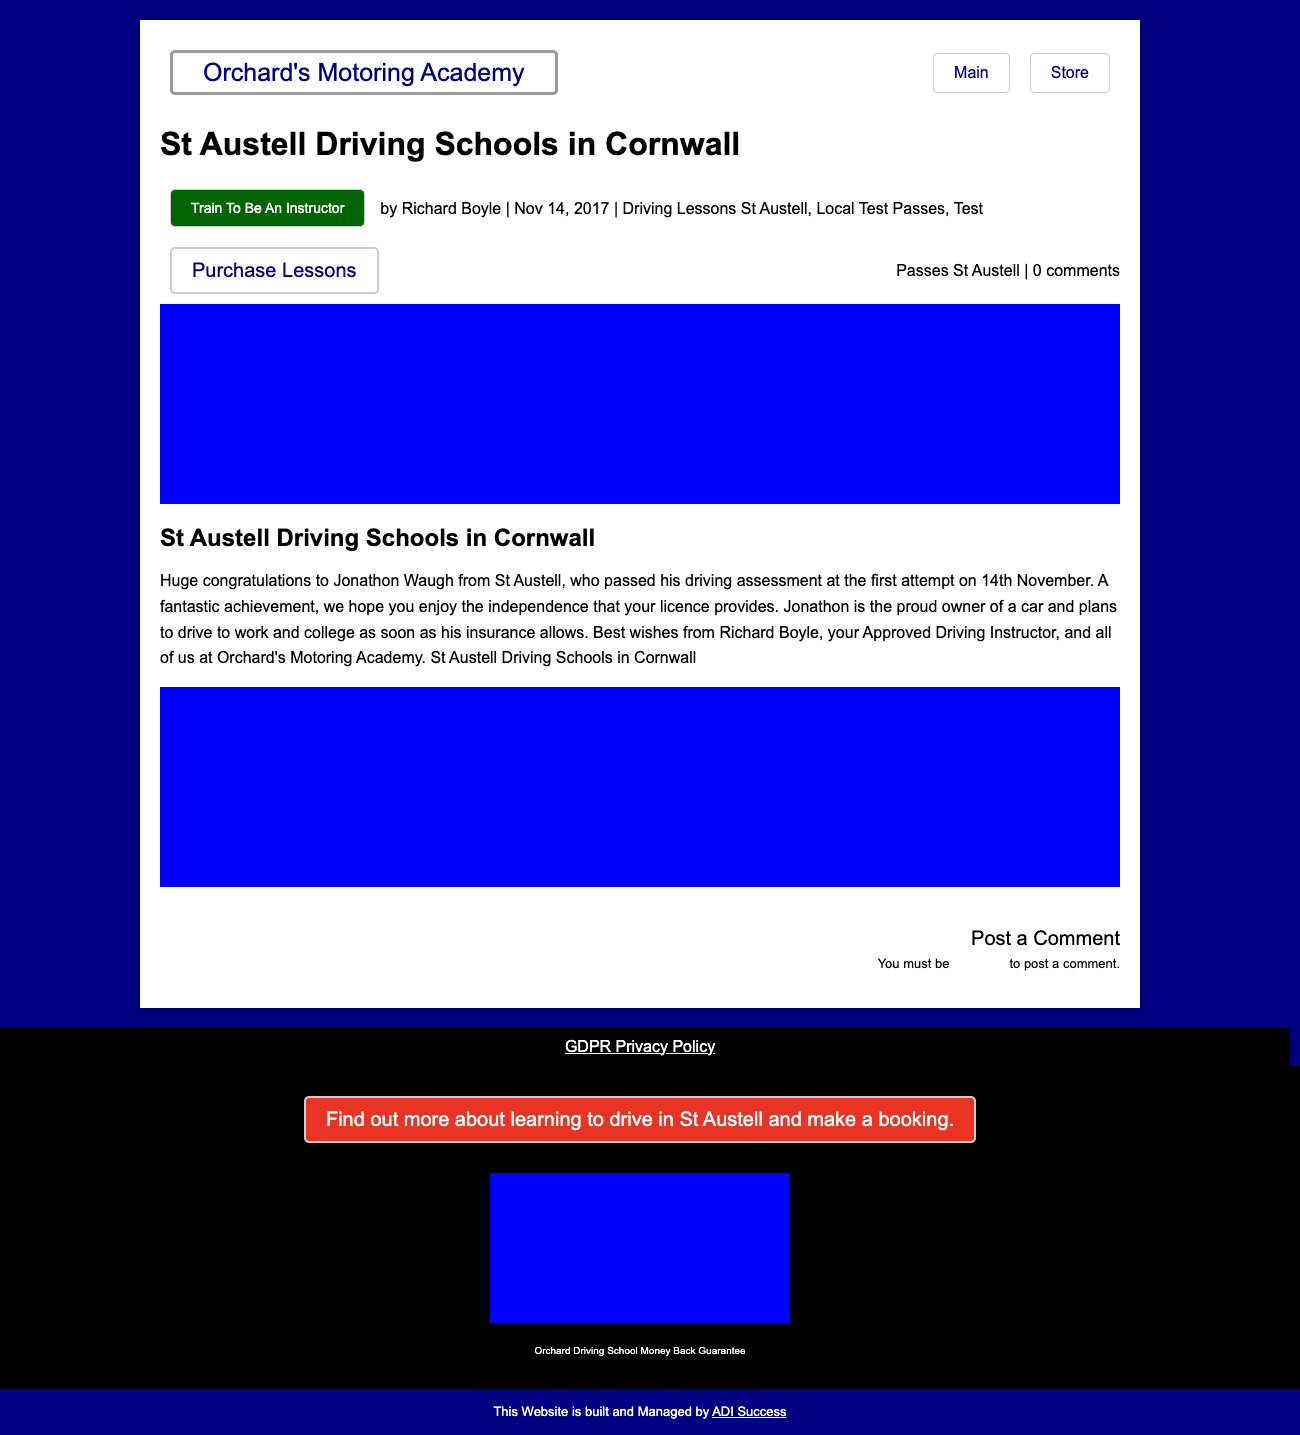 Orchard's Motoring Academy
Main
Store
St Austell Driving Schools in Cornwall
Train To Be An Instructor
by Richard Boyle | Nov 14, 2017 | Driving Lessons St Austell, Local Test Passes, Test
Purchase Lessons
Passes St Austell | 0 comments
St Austell Driving Schools in Cornwall
Huge congratulations to Jonathon Waugh from St Austell, who passed his driving assessment at the first attempt on 14th November. A
fantastic achievement, we hope you enjoy the independence that your licence provides. Jonathon is the proud owner of a car and plans
to drive to work and college as soon as his insurance allows. Best wishes from Richard Boyle, your Approved Driving Instructor, and all
of us at Orchard's Motoring Academy. St Austell Driving Schools in Cornwall
Post a Comment
You must be to post a comment.
GDPR Privacy Policy
Find out more about learning to drive in St Austell and make a booking.
Orchard Driving School Money Back Guarantee
This Website is built and Managed by ADI Success